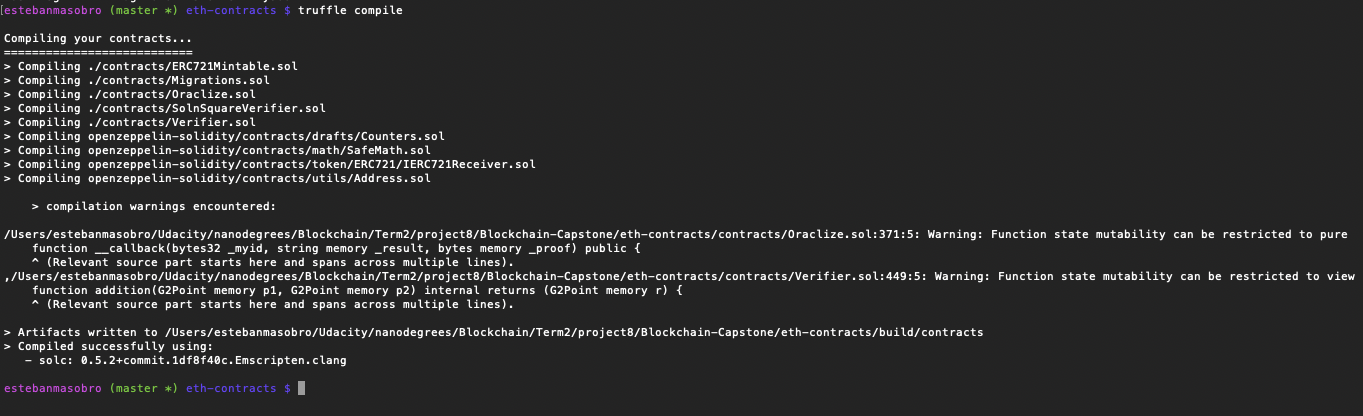 [estebanmasobro (master *) eth-contracts $ truffle compile
Compiling your contracts...
===========================
> Compiling ./contracts/ERC721Mintable.sol
> Compiling ./contracts/Migrations.sol
> Compiling ./contracts/Oraclize.sol
> Compiling ./contracts/SolnSquareVerifier.sol
> Compiling ./contracts/Verifier.sol
> Compiling openzeppelin-solidity/contracts/drafts/Counters.sol
> Compiling openzeppelin-solidity/contracts/math/SafeMath.sol
> Compiling openzeppelin-solidity/contracts/token/ERC721/IERC721Receiver.sol
> Compiling openzeppelin-solidity/contracts/utils/Address.sol
> compilation warnings encountered:
/Users/estebanmasobro/Udacity/nanodegrees/Blockchain/Term2/project8/Blockchain-Capstone/eth-contracts/contracts/Oraclize.sol:371:5: Warning: Function state mutability can be restricted to pure
function __callback(bytes32 _myid, string memory _result, bytes memory _proof) public {
^ (Relevant source part starts here and spans across multiple lines).
,/Users/estebanmasobro/Udacity/nanodegrees/Blockchain/Term2/project8/Blockchain-Capstone/eth-contracts/contracts/Verifier.sol:449:5: Warning: Function state mutability can be restricted to view
function addition(G2Point memory p1, G2Point memory p2) internal returns (G2Point memory r) {
^ (Relevant source part starts here and spans across multiple lines).
> Artifacts written to /Users/estebanmasobro/Udacity/nanodegrees/Blockchain/Term2/project8/Blockchain-Capstone/eth-contracts/build/contracts
> Compiled successfully using:
- solc: 0.5.2+commit.1df8f40c.Emscripten.clang
estebanmasobro (master *) eth-contracts $